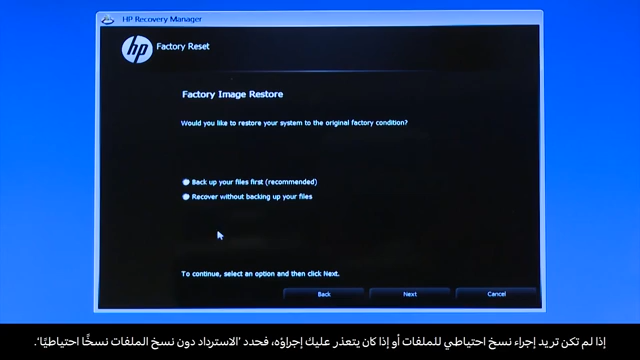 HP Recovery Manager
hp
Factory Reset
Factory Image Restore
Would you like to restore your system to the original factory condition?
Back up your files first (recommended)
Recover without backing up your files
To continue, select an option and then click Next.
Back
Next
Cancel
إذا لم تكن تريد إجراء نسخ احتياطي للملفات أو إذا كان يتعذر عليك إجراؤه، فحدد ’الاسترداد دون نسخ الملفات نسخًا احتياطيًا‘.